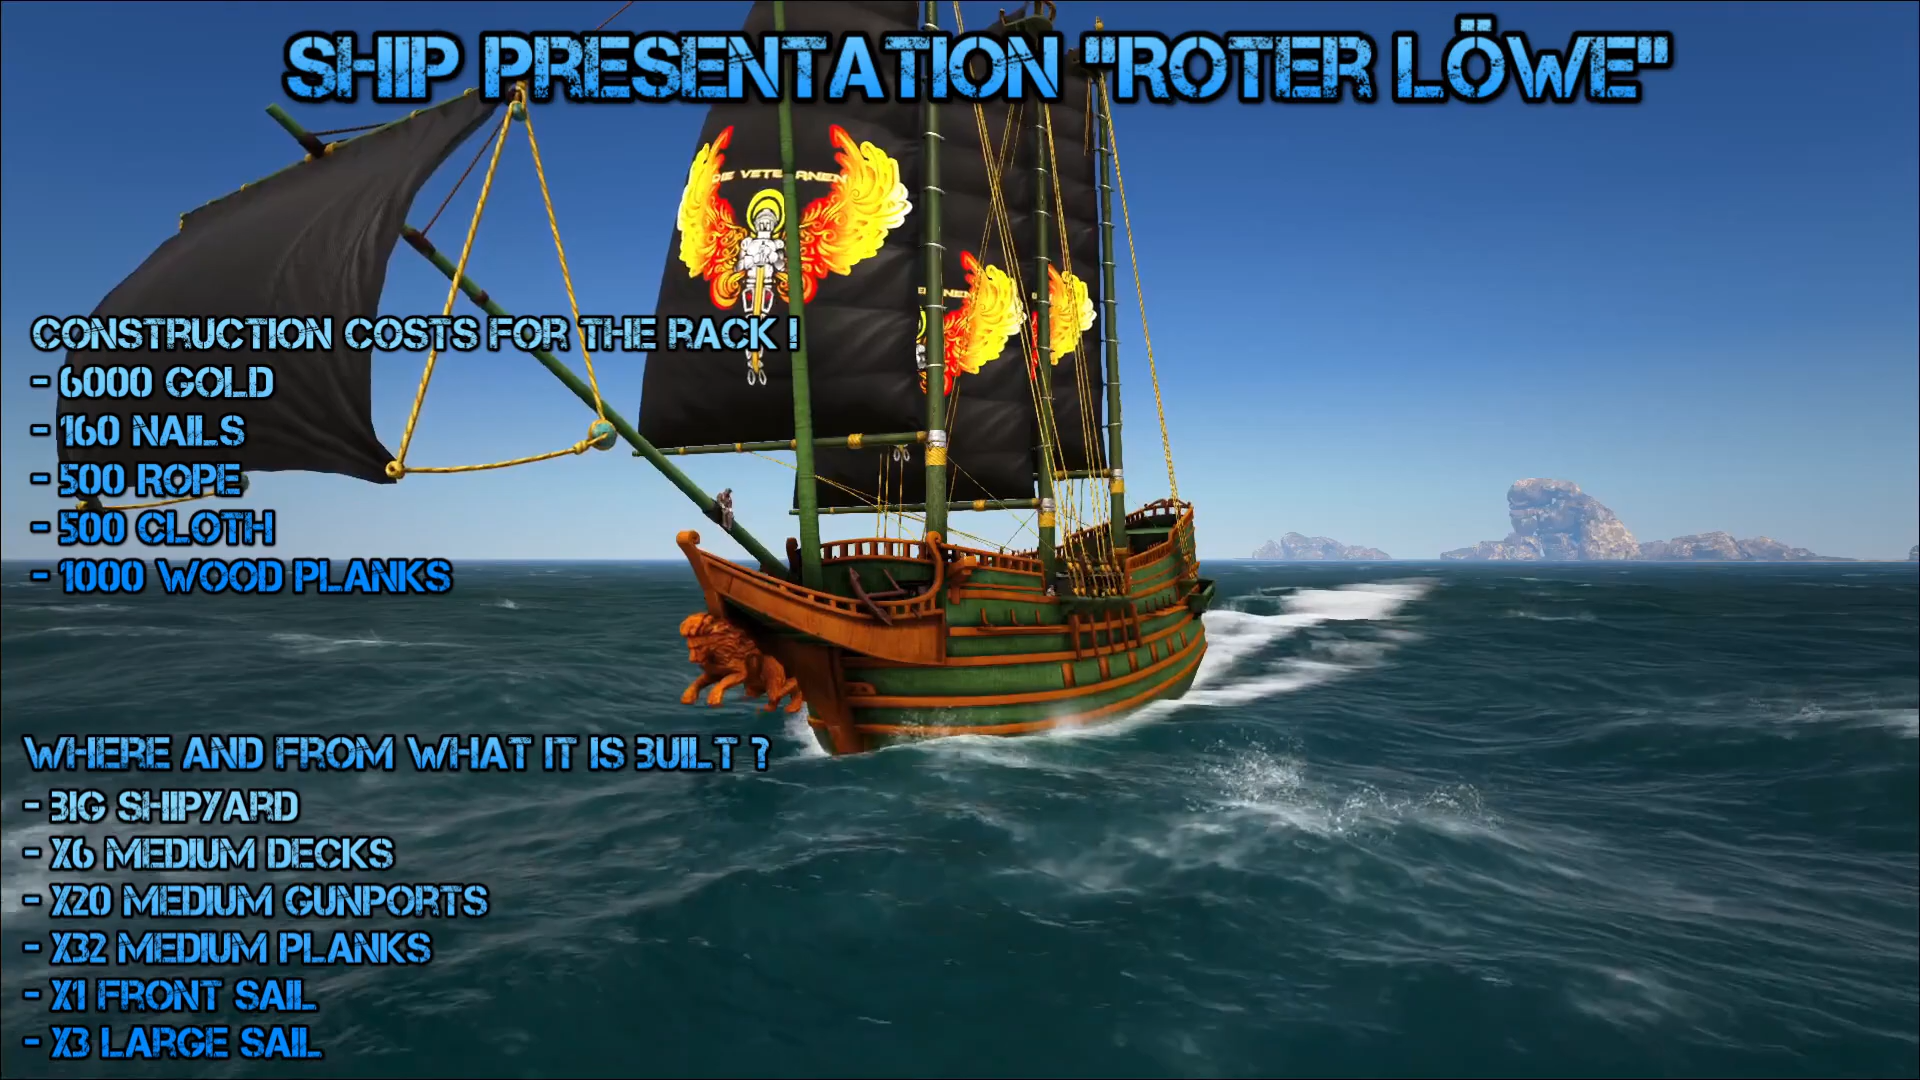 SHIP PRESENTATION "ROTER LÖWE"
DIE VETERANEN
CONSTRUCTION COSTS FOR THE RACK !
- 6000 GOLD
- 160 NAILS
- 500 ROPE
- 500 CLOTH
- 1000 WOOD PLANKS
WHERE AND FROM WHAT IT IS BUILT ?
- BIG SHIPYARD
- X6 MEDIUM DECKS
- X20 MEDIUM GUNPORTS
- X32 MEDIUM PLANKS
- X1 FRONT SAIL
- X3 LARGE SAIL